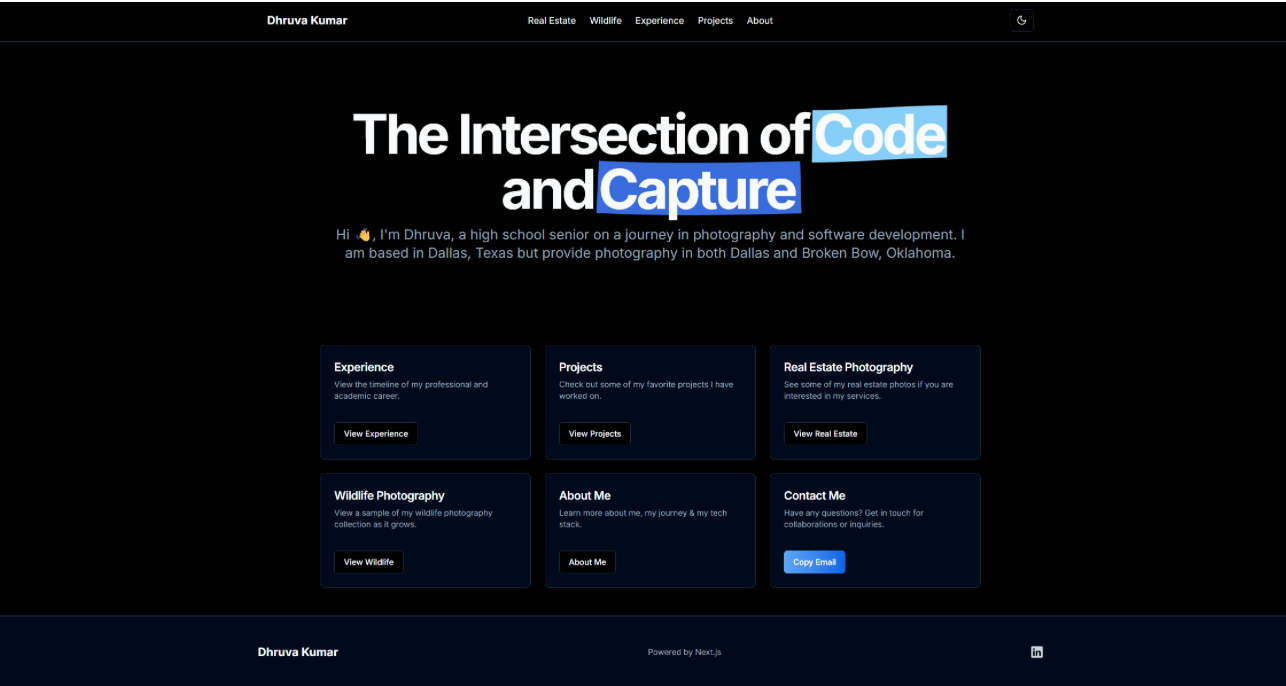 Dhruva Kumar
Real Estate Wildlife Experience Projects About
The Intersection of Code
and Capture
Hi 👋, I'm Dhruva, a high school senior on a journey in photography and software development. I
am based in Dallas, Texas but provide photography in both Dallas and Broken Bow, Oklahoma.
Experience
View the timeline of my professional and
academic career.
View Experience
Projects
Check out some of my favorite projects I have
worked on.
View Projects
Real Estate Photography
See some of my real estate photos if you are
interested in my services.
View Real Estate
Wildlife Photography
View a sample of my wildlife photography
collection as it grows.
View Wildlife
About Me
Learn more about me, my journey & my tech
stack.
About Me
Contact Me
Have any questions? Get in touch for
collaborations or inquiries.
Copy Email
Dhruva Kumar
Powered by Next.js
in